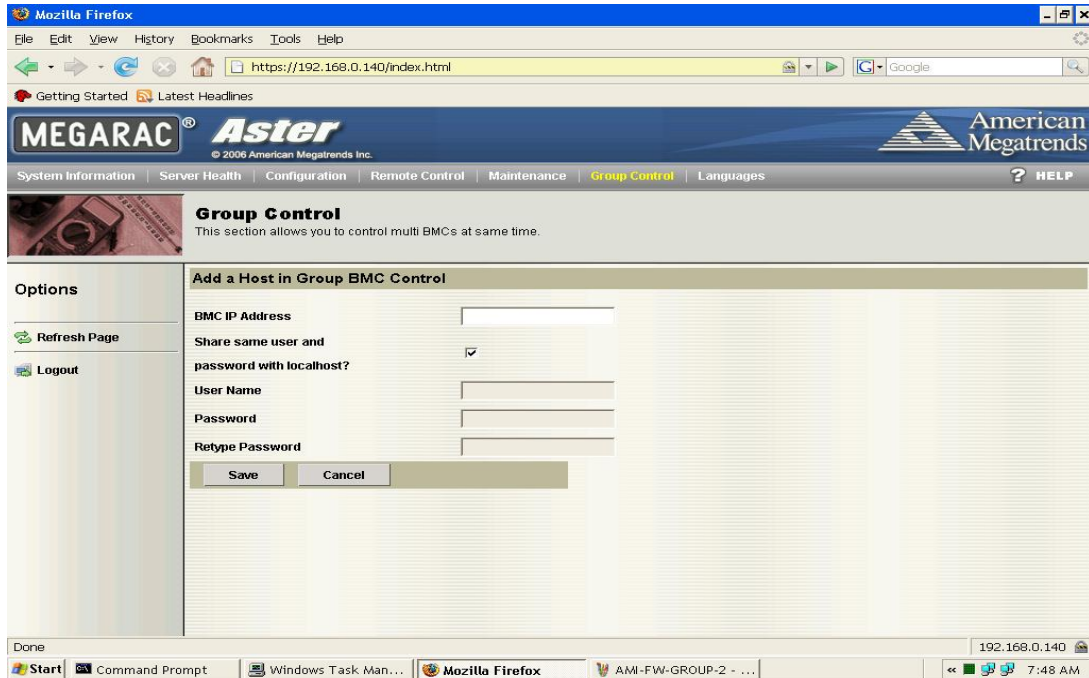 Mozilla Firefox
File Edit View History Bookmarks Tools Help
https://192.168.0.140/index.html
G Google
Getting Started Latest Headlines
MEGARAC® Aster
© 2006 American Megatrends Inc.
American
Megatrends
System Information | Server Health | Configuration | Remote Control | Maintenance | Group Control | Languages ? HELP
Group Control
This section allows you to control multi BMCs at same time.
Options
Refresh Page
Logout
Add a Host in Group BMC Control
BMC IP Address
Share same user and
password with localhost?
User Name
Password
Retype Password
Save Cancel
Done 192.168.0.140
Start Command Prompt Windows Task Man... Mozilla Firefox AMI-FW-GROUP-2 - ... « 7:48 AM